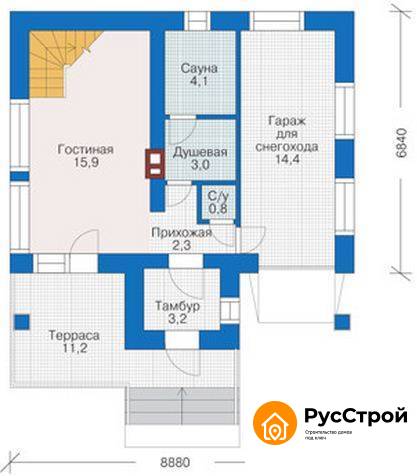 Сауна
4,1
Гараж
для
снегохода
14,4
Гостиная
15,9
Душевая
3,0
С/у
0,8
Прихожая
2,3
Тамбур
3,2
Терраса
11,2
6840
8880
РусСтрой
Строительство домов
под ключ